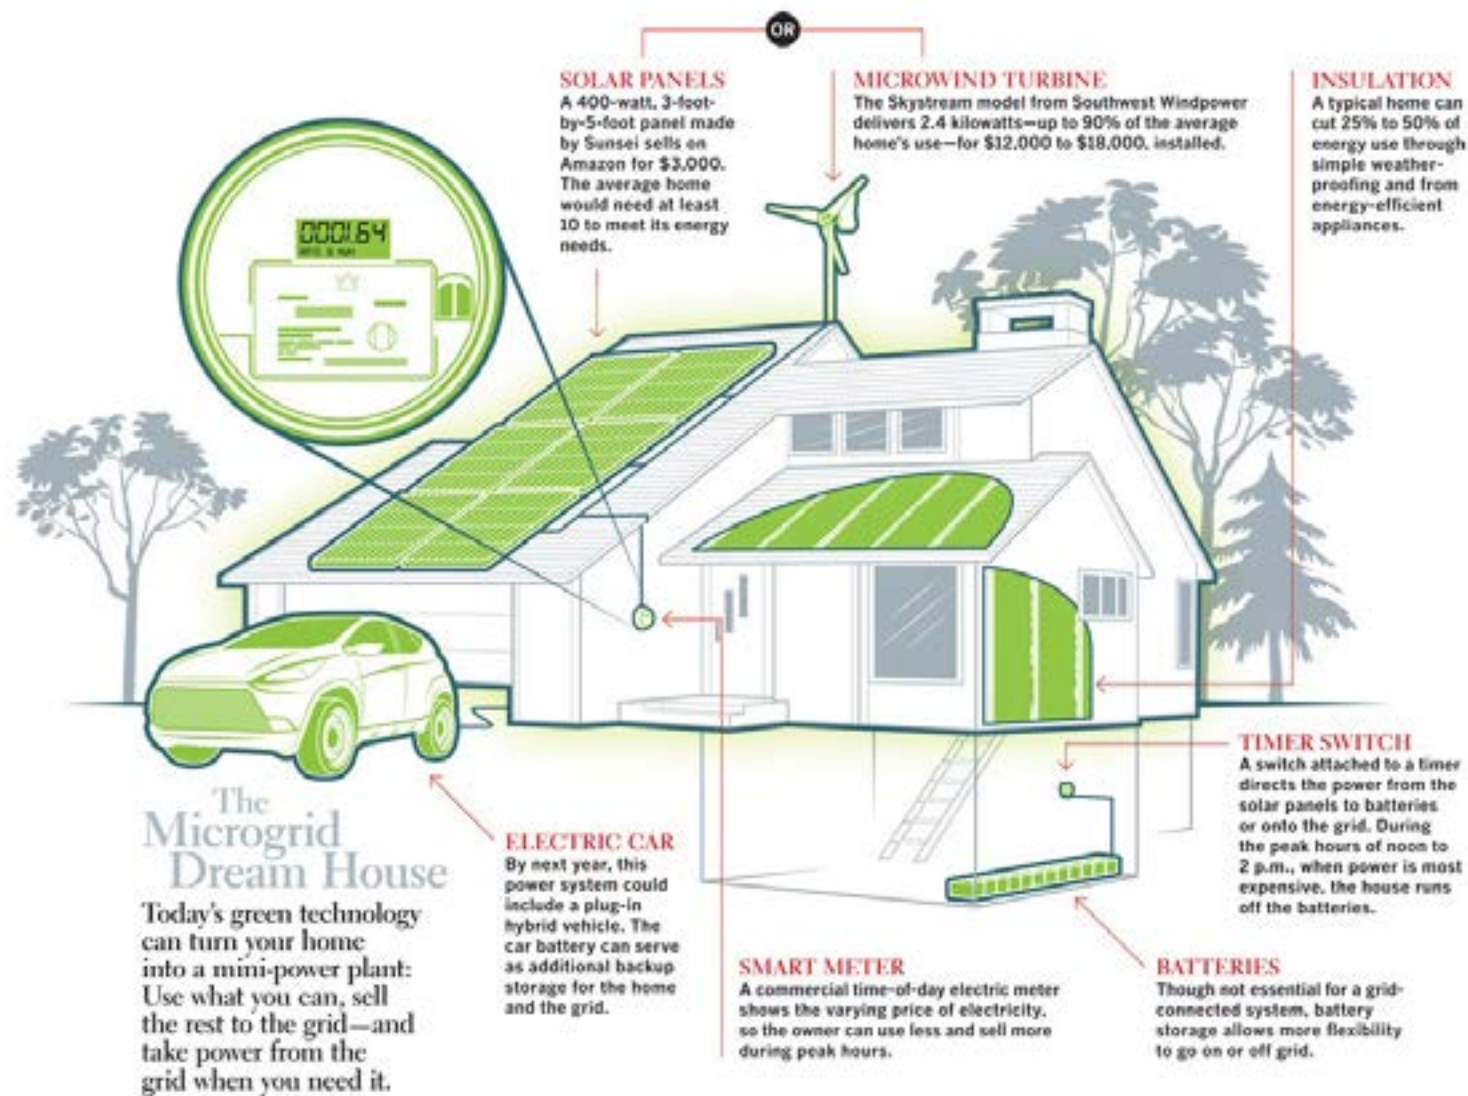 OR
SOLAR PANELS
A 400-watt, 3-foot-
by-5-foot panel made
by Sunsei sells on
Amazon for $3,000.
The average home
would need at least
10 to meet its energy
needs.
MICROWIND TURBINE
The Skystream model from Southwest Windpower
delivers 2.4 kilowatts—up to 90% of the average
home's use—for $12,000 to $18,000, installed.
INSULATION
A typical home can
cut 25% to 50% of
energy use through
simple weather-
proofing and from
energy-efficient
appliances.
0001.64
The
Microgrid
Dream House
Today's green technology
can turn your home
into a mini-power plant:
Use what you can, sell
the rest to the grid—and
take power from the
grid when you need it.
ELECTRIC CAR
By next year, this
power system could
include a plug-in
hybrid vehicle. The
car battery can serve
as additional backup
storage for the home
and the grid.
SMART METER
A commercial time-of-day electric meter
shows the varying price of electricity,
so the owner can use less and sell more
during peak hours.
TIMER SWITCH
A switch attached to a timer
directs the power from the
solar panels to batteries
or onto the grid. During
the peak hours of noon to
2 p.m., when power is most
expensive, the house runs
off the batteries.
BATTERIES
Though not essential for a grid-
connected system, battery
storage allows more flexibility
to go on or off grid.